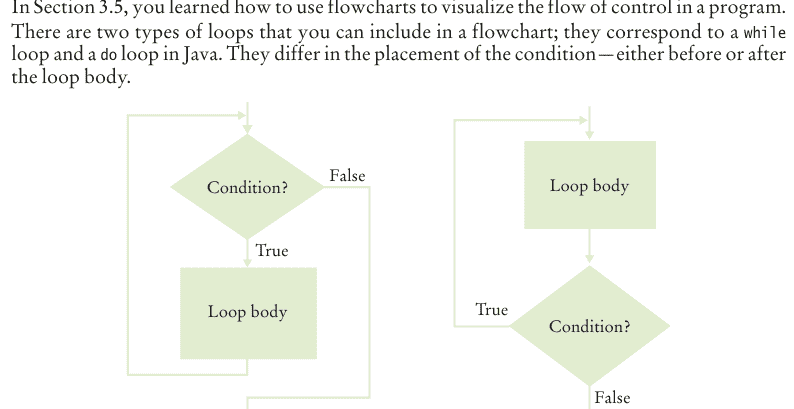 In Section 3.5, you learned how to use flowcharts to visualize the flow of control in a program.
There are two types of loops that you can include in a flowchart; they correspond to a while
loop and a do loop in Java. They differ in the placement of the condition—either before or after
the loop body.
Condition?
False
True
Loop body
Loop body
True
Condition?
False